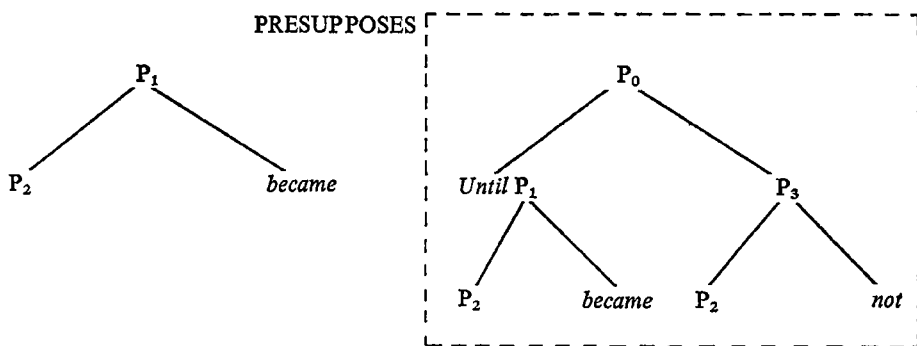 PRESUPPOSES
P₁ P₀
P₂ became Until P₁ P₃
P₂ became P₂ not